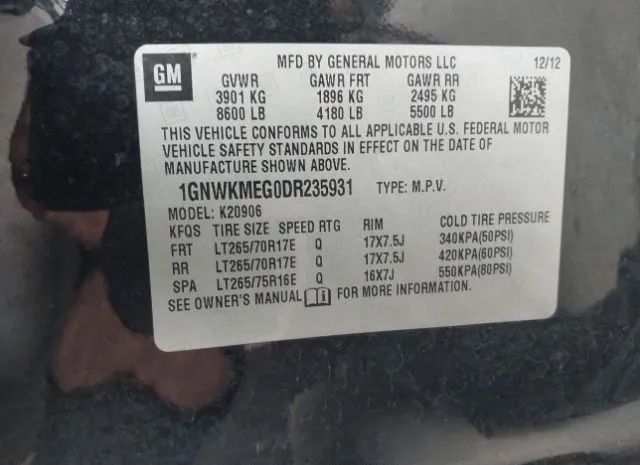 GM
MFD BY GENERAL MOTORS LLC 12/12
GVWR GAWR FRT GAWR RR
3901 KG 1896 KG 2495 KG
8600 LB 4180 LB 5500 LB
THIS VEHICLE CONFORMS TO ALL APPLICABLE U.S. FEDERAL MOTOR
VEHICLE SAFETY STANDARDS IN EFFECT ON THE DATE OF
MANUFACTURE SHOWN ABOVE.
1GNWKMEG0DR235931 TYPE: M.P.V.
MODEL: K20906
KFQS TIRE SIZE SPEED RTG RIM COLD TIRE PRESSURE
FRT LT265/70R17E Q 17X7.5J 340KPA(50PSI)
RR LT265/70R17E Q 17X7.5J 420KPA(60PSI)
SPA LT265/75R16E Q 16X7J 550KPA(80PSI)
SEE OWNER'S MANUAL FOR MORE INFORMATION.